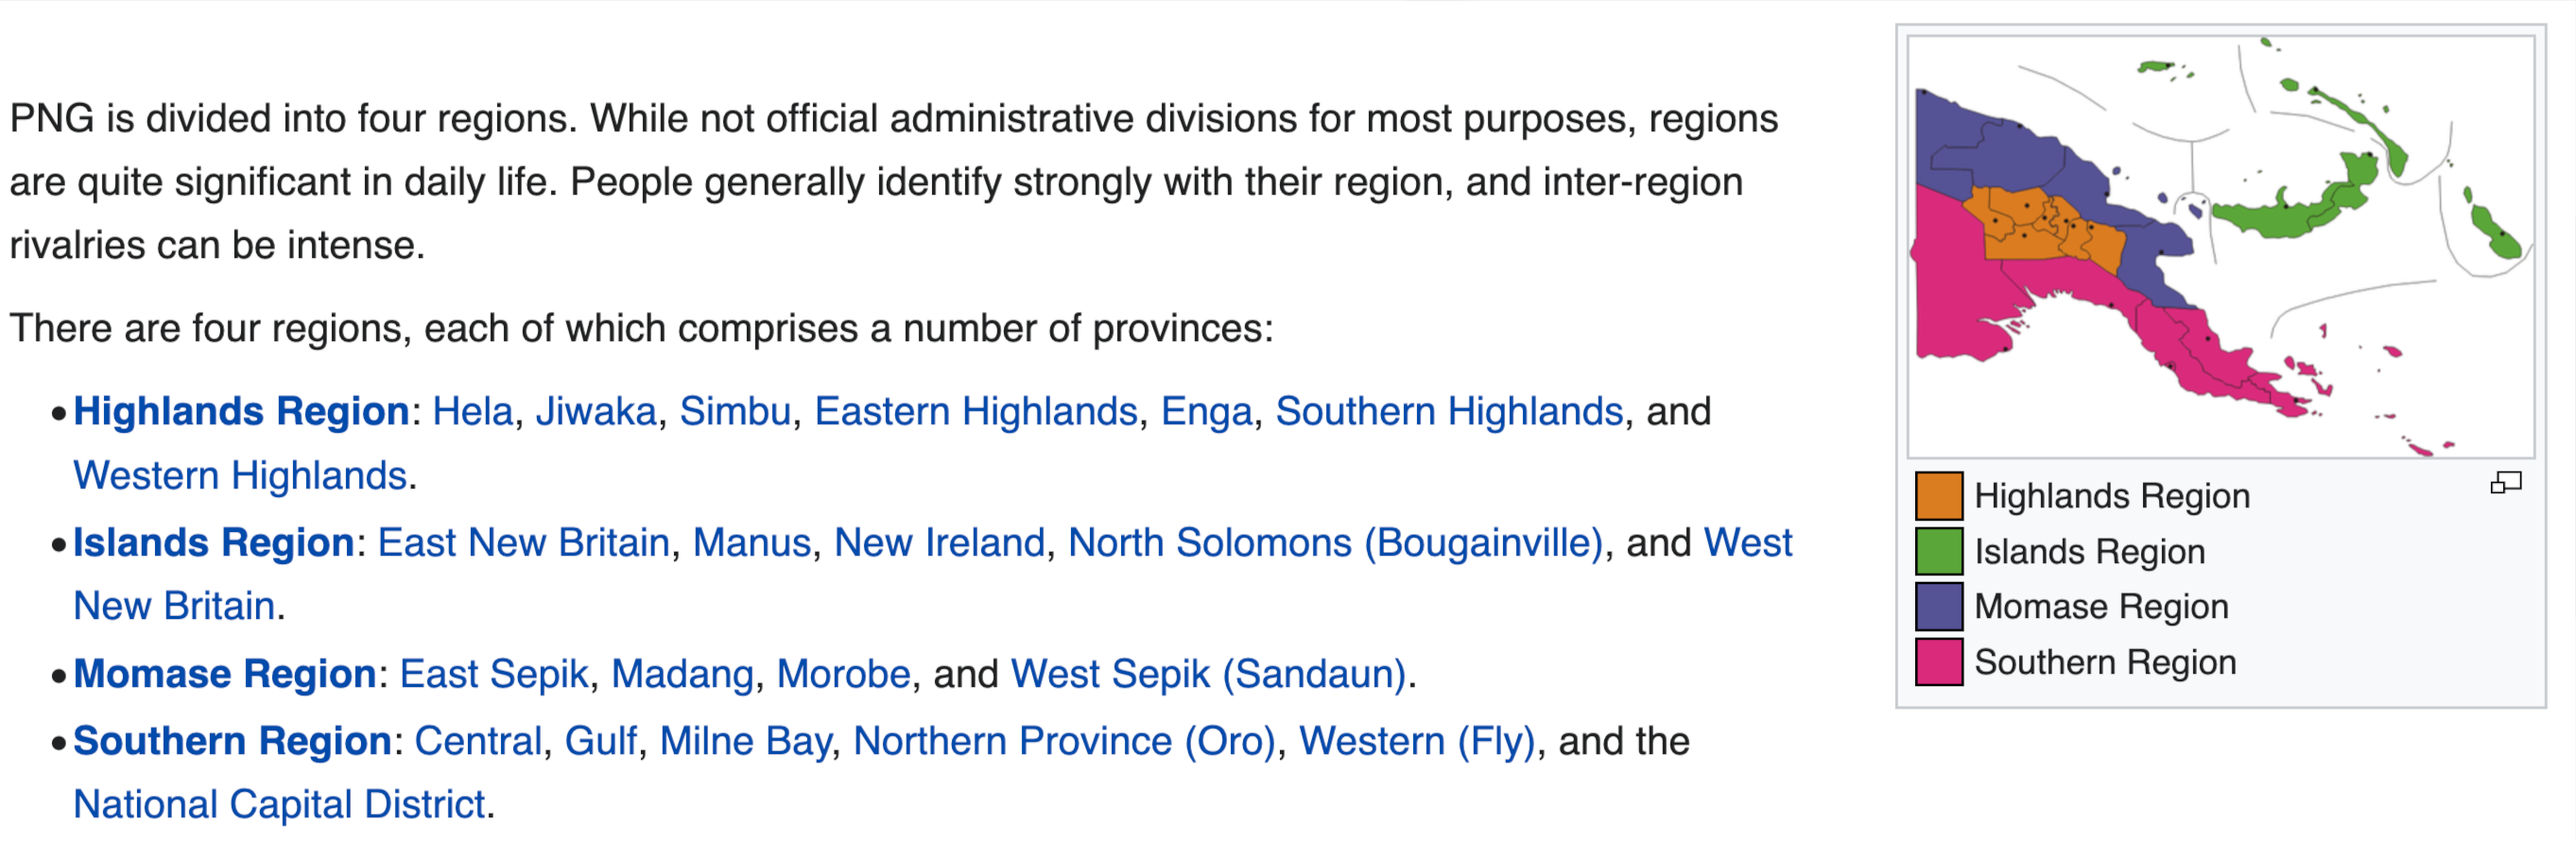 PNG is divided into four regions. While not official administrative divisions for most purposes, regions
are quite significant in daily life. People generally identify strongly with their region, and inter-region
rivalries can be intense.
There are four regions, each of which comprises a number of provinces:
• Highlands Region: Hela, Jiwaka, Simbu, Eastern Highlands, Enga, Southern Highlands, and
Western Highlands.
• Islands Region: East New Britain, Manus, New Ireland, North Solomons (Bougainville), and West
New Britain.
• Momase Region: East Sepik, Madang, Morobe, and West Sepik (Sandaun).
• Southern Region: Central, Gulf, Milne Bay, Northern Province (Oro), Western (Fly), and the
National Capital District.
Highlands Region
Islands Region
Momase Region
Southern Region